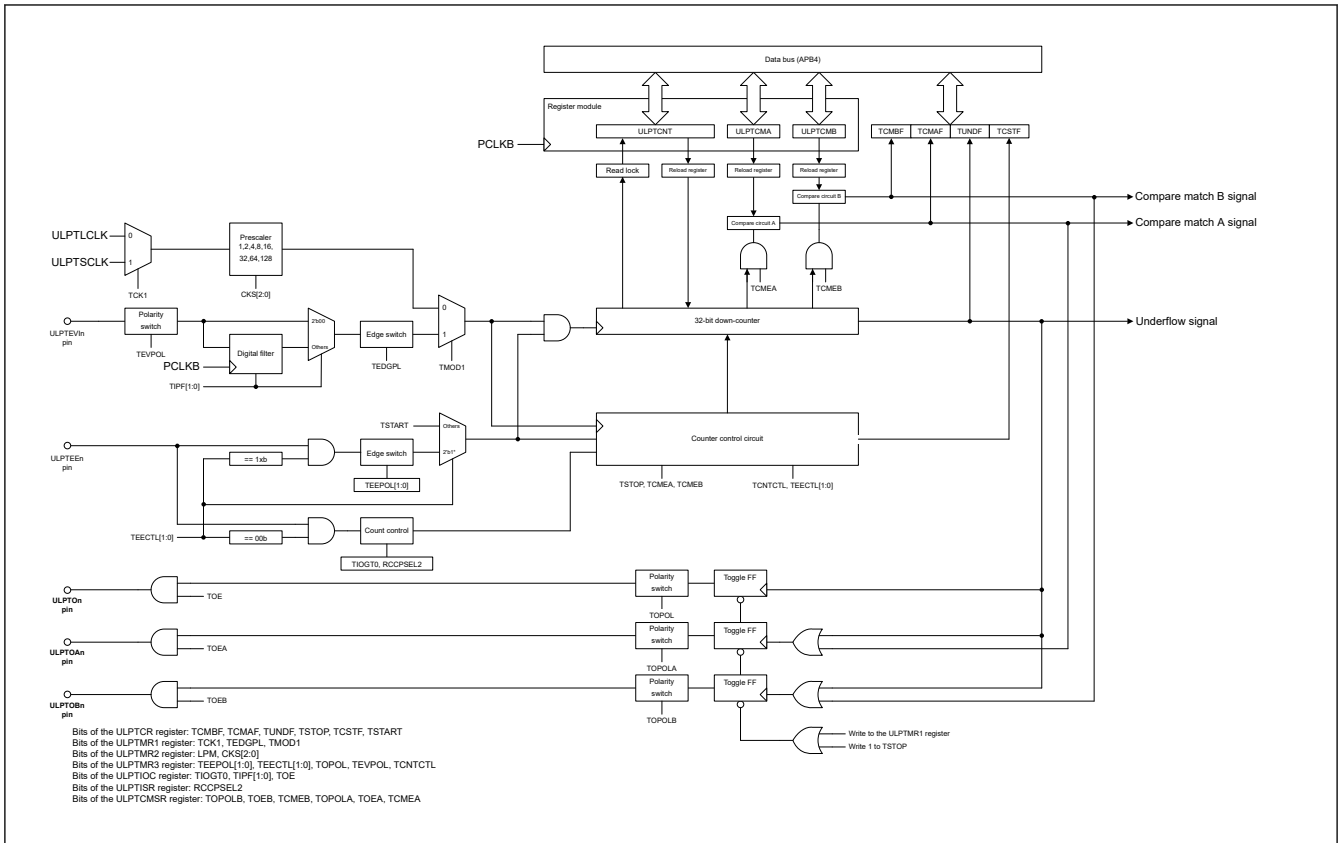 Data bus (APB4)
Register module
ULPTCNT
ULPTCMA
ULPTCMB
TCMBF
TCMAF
TUNDF
TCSTF
PCLKB
Read lock
Reload register
Reload register
Reload register
Compare circuit B
Compare match B signal
Compare circuit A
Compare match A signal
ULPTLCLK
0
ULPTSCLK
1
TCK1
Prescaler
1,2,4,8,16,
32,64,128
CKS[2:0]
TCMEA
TCMEB
ULPTEVIn
pin
Polarity
switch
TEVPOL
2'b00
Others
Digital filter
PCLKB
TIPF[1:0]
Edge switch
TEDGPL
0
1
TMOD1
32-bit down-counter
Underflow signal
TSTART
Others
2'b1*
Counter control circuit
ULPTEEn
pin
== 1xb
Edge switch
TEEPOL[1:0]
TSTOP, TCMEA, TCMEB
TCNTCTL, TEECTL[1:0]
TEECTL[1:0]
== 00b
Count control
TIOGT0, RCCPSEL2
ULPTOn
pin
TOE
Polarity
switch
TOPOL
Toggle FF
ULPTOAn
pin
TOEA
Polarity
switch
TOPOLA
Toggle FF
ULPTOBn
pin
TOEB
Polarity
switch
TOPOLB
Toggle FF
Write to the ULPTMR1 register
Write 1 to TSTOP
Bits of the ULPTCR register: TCMBF, TCMAF, TUNDF, TSTOP, TCSTF, TSTART
Bits of the ULPTMR1 register: TCK1, TEDGPL, TMOD1
Bits of the ULPTMR2 register: LPM, CKS[2:0]
Bits of the ULPTMR3 register: TEEPOL[1:0], TEECTL[1:0], TOPOL, TEVPOL, TCNTCTL
Bits of the ULPTIOC register: TIOGT0, TIPF[1:0], TOE
Bits of the ULPTISR register: RCCPSEL2
Bits of the ULPTCMSR register: TOPOLB, TOEB, TCMEB, TOPOLA, TOEA, TCMEA